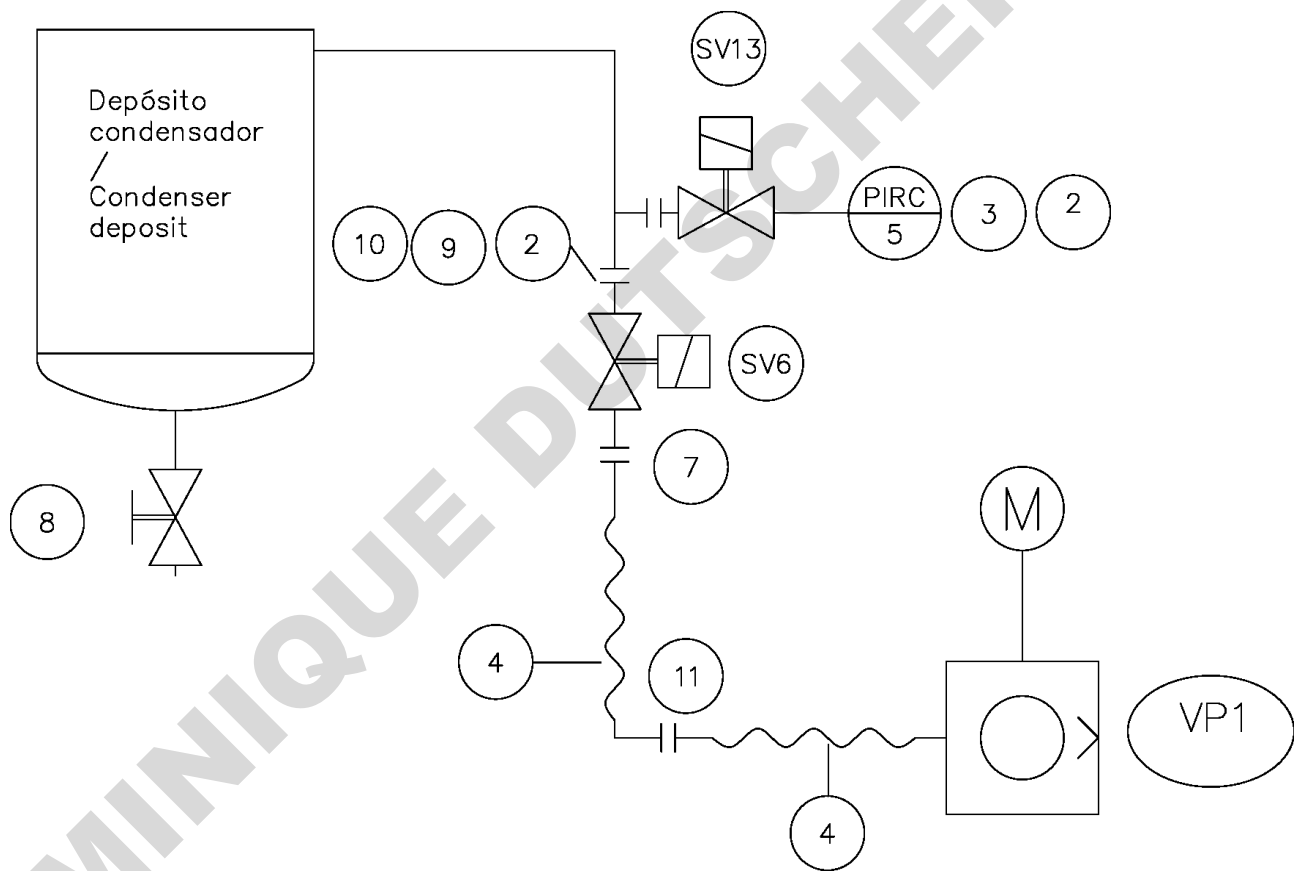 SV13
Depósito
condensador
/
Condenser
deposit
PIRC
5
3
2
10
9
2
SV6
7
8
M
4
11
VP1
4
MINIQUE DUTSCHER